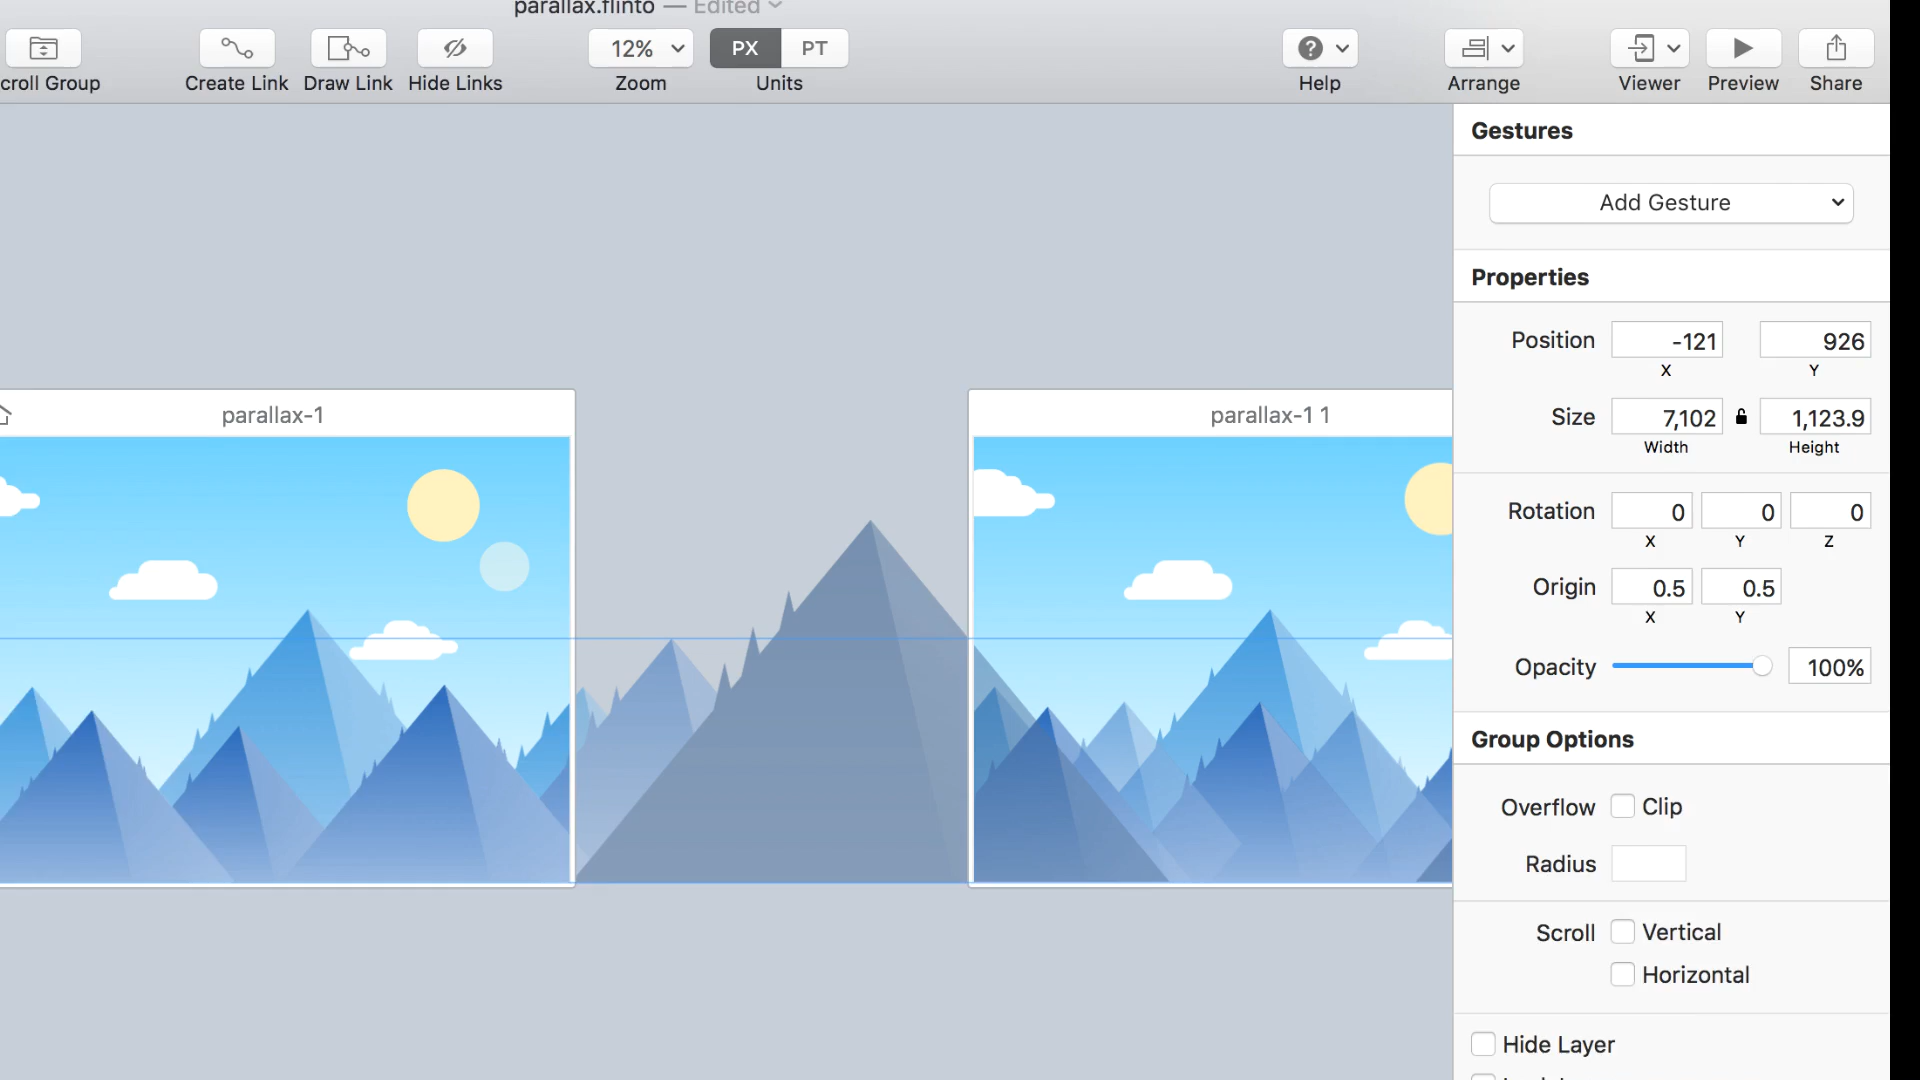 parallax.flinto — Edited
croll Group
Create Link
Draw Link
Hide Links
12%
Zoom
PX PT
Units
Help
Arrange
Viewer
Preview
Share
Gestures
Add Gesture
Properties
Position -121 926
X Y
Size 7,102 1,123.9
Width Height
Rotation 0 0 0
X Y Z
Origin 0.5 0.5
X Y
Opacity 100%
Group Options
Overflow Clip
Radius
Scroll Vertical
Horizontal
Hide Layer
parallax-1
parallax-1 1